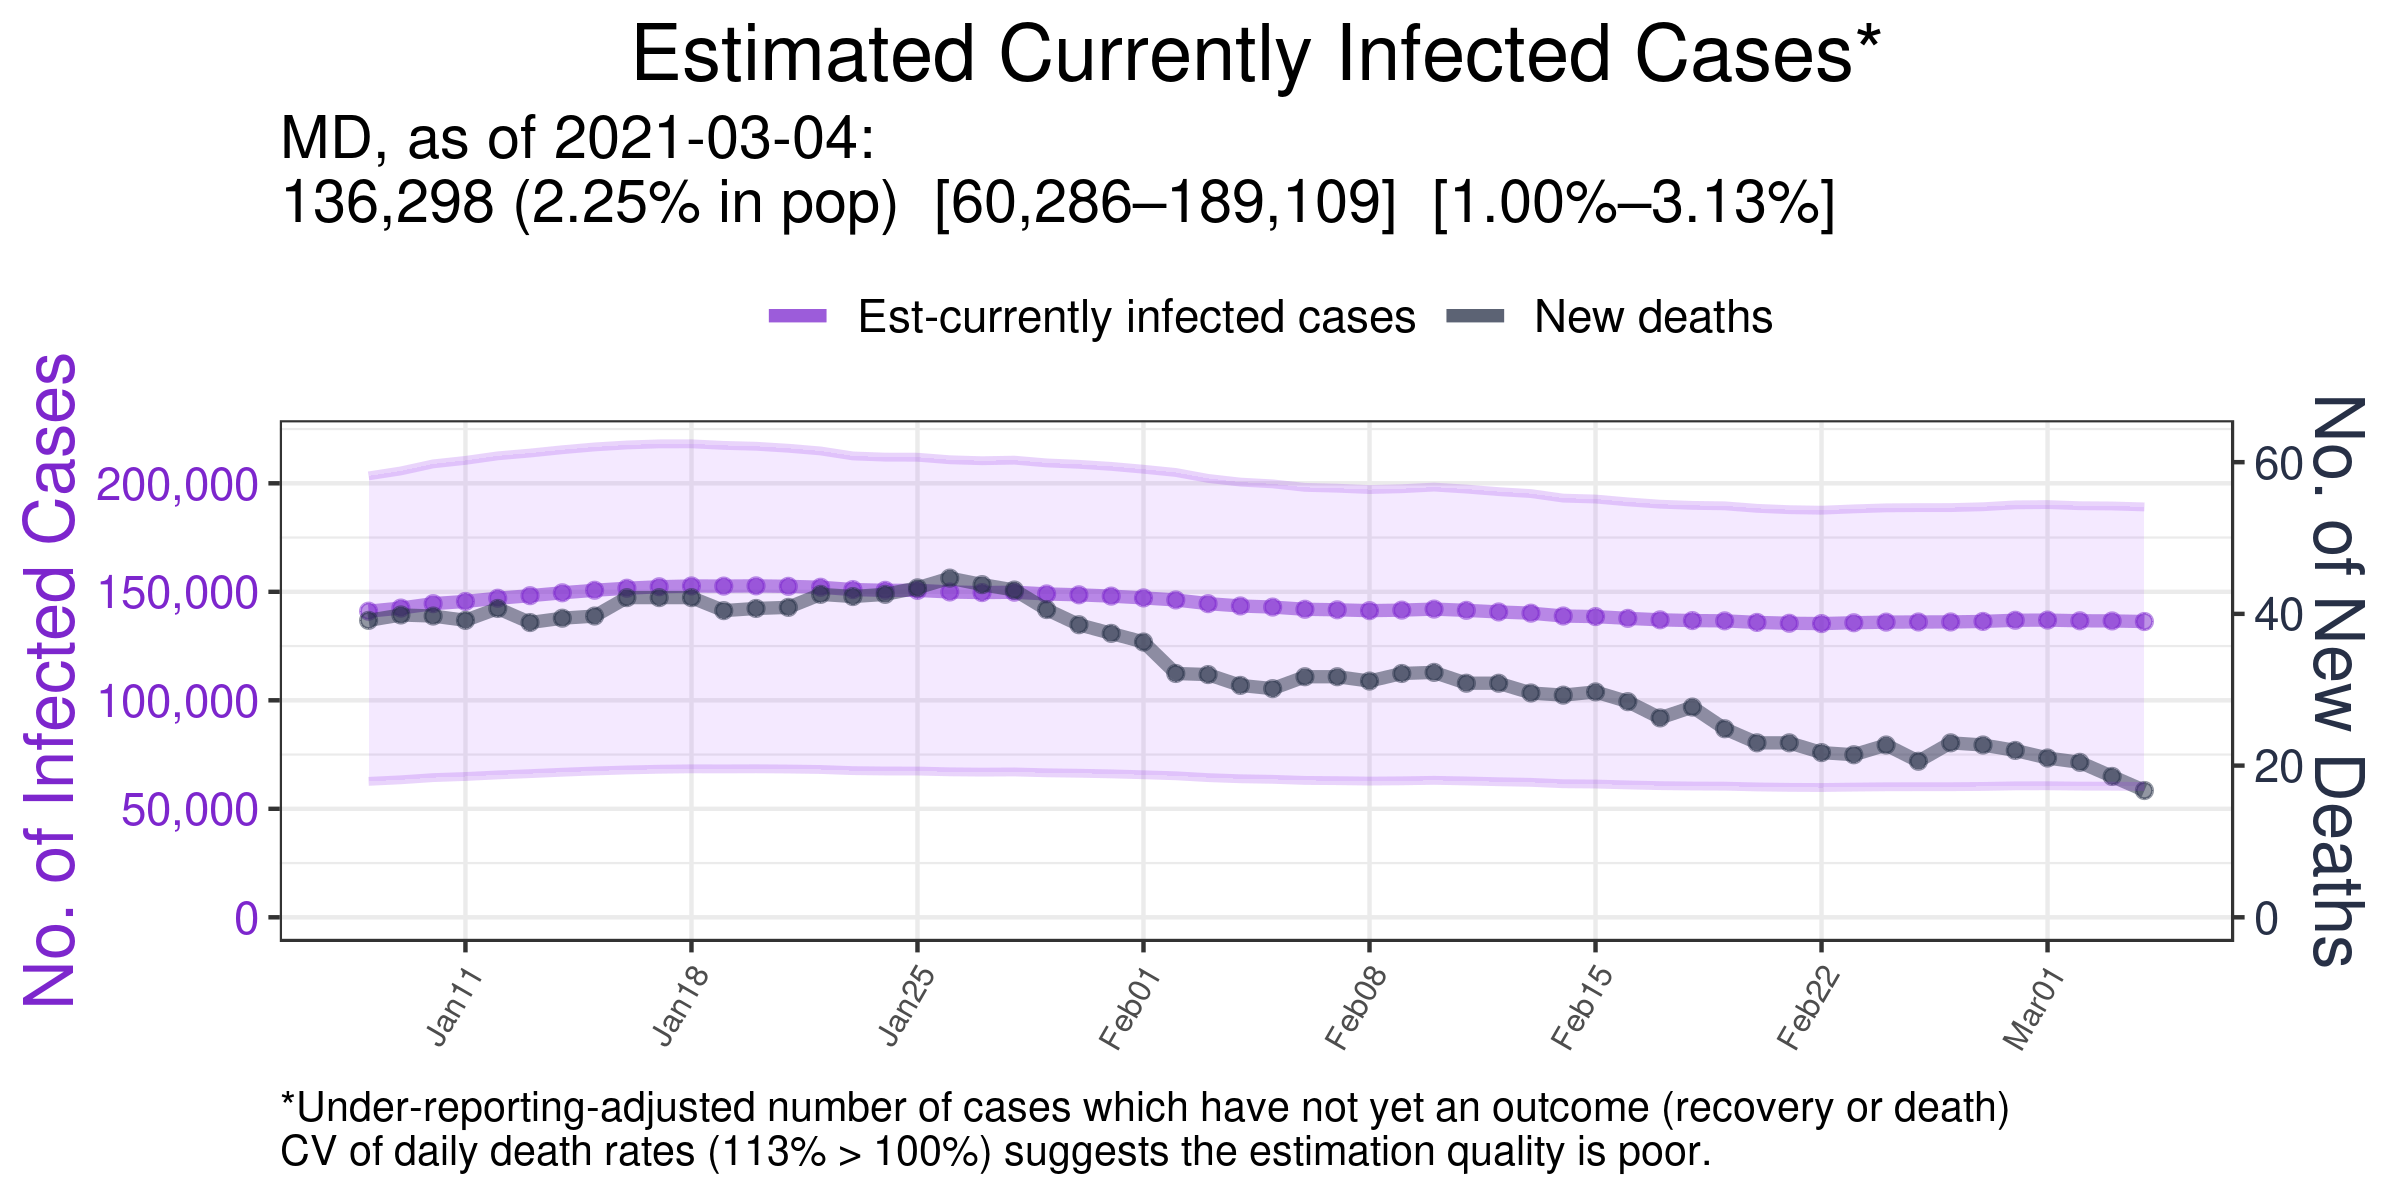 Estimated Currently Infected Cases*
MD, as of 2021-03-04:
136,298 (2.25% in pop) [60,286–189,109] [1.00%–3.13%]
Est-currently infected cases New deaths
No. of Infected Cases
200,000
150,000
100,000
50,000
0
60
40
20
0
No. of New Deaths
Jan11 Jan18 Jan25 Feb01 Feb08 Feb15 Feb22 Mar01
*Under-reporting-adjusted number of cases which have not yet an outcome (recovery or death)
CV of daily death rates (113% > 100%) suggests the estimation quality is poor.